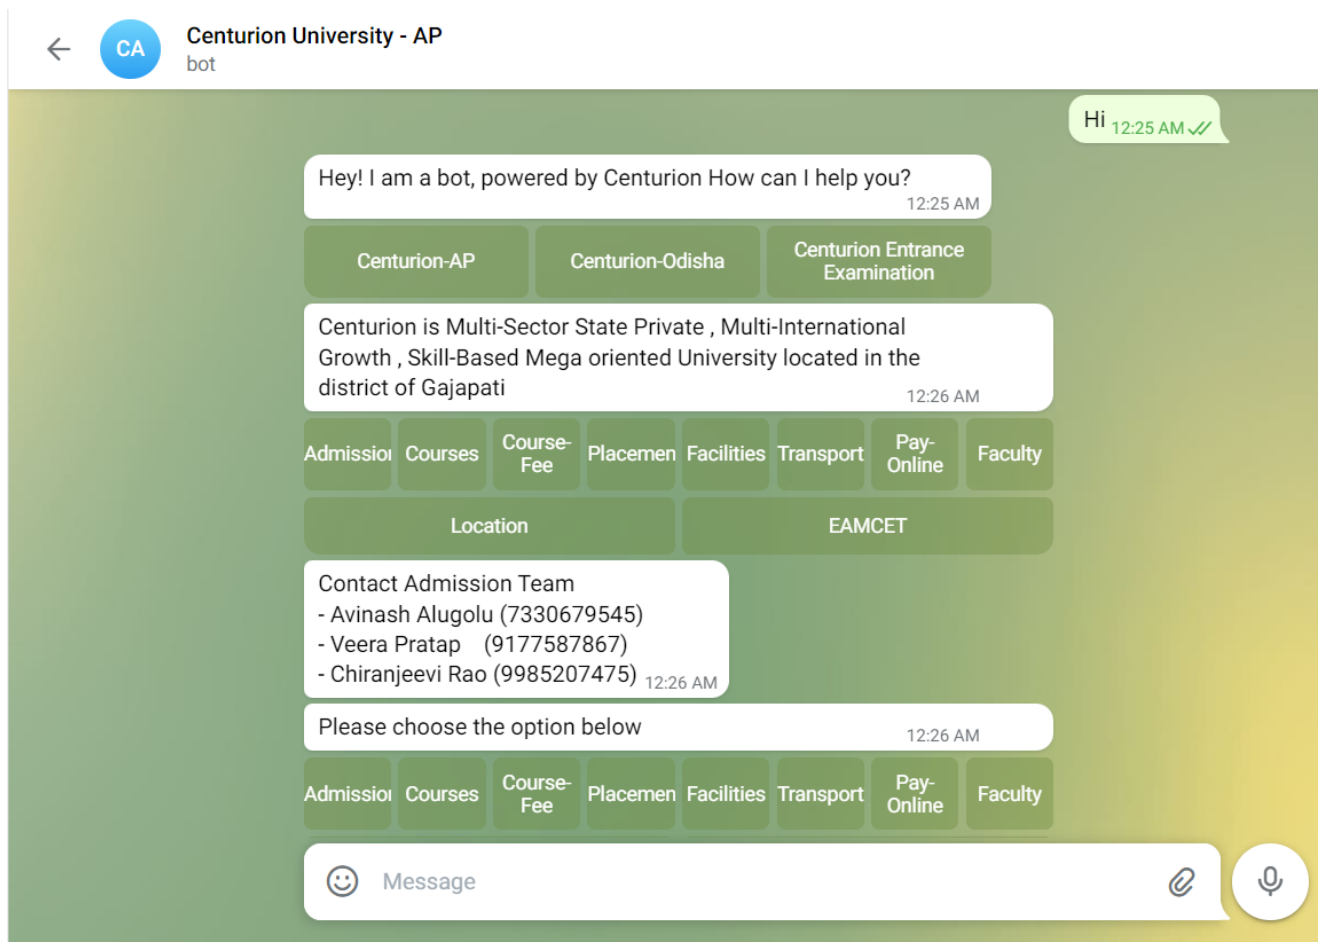 CA
Centurion University - AP
bot
Hi 12:25 AM
Hey! I am a bot, powered by Centurion How can I help you?
12:25 AM
Centurion-AP
Centurion-Odisha
Centurion Entrance
Examination
Centurion is Multi-Sector State Private , Multi-International
Growth , Skill-Based Mega oriented University located in the
district of Gajapati
12:26 AM
Admission
Courses
Course-
Fee
Placemen
Facilities
Transport
Pay-
Online
Faculty
Location
EAMCET
Contact Admission Team
- Avinash Alugolu (7330679545)
- Veera Pratap (9177587867)
- Chiranjeevi Rao (9985207475) 12:26 AM
Please choose the option below
12:26 AM
Admission
Courses
Course-
Fee
Placemen
Facilities
Transport
Pay-
Online
Faculty
Message